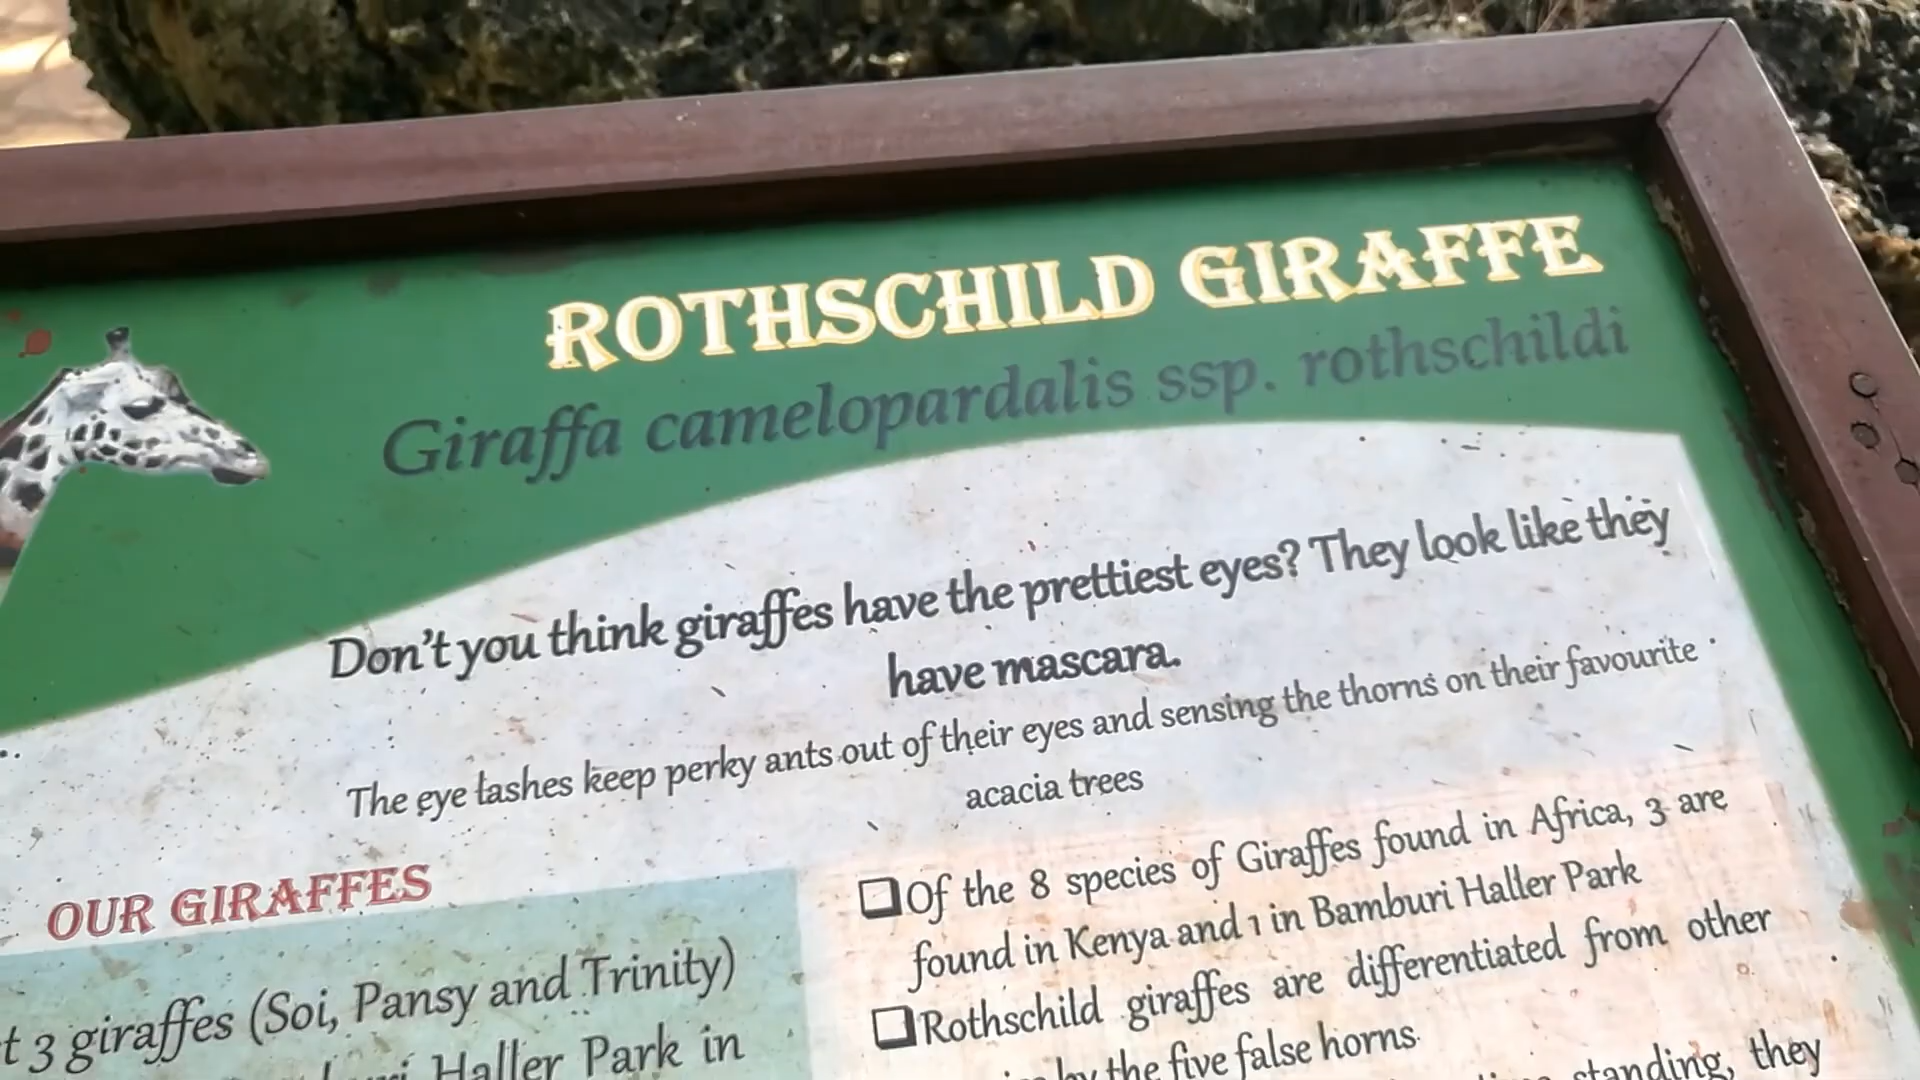 ROTHSCHILD GIRAFFE
Giraffa camelopardalis ssp. rothschildi
Don't you think giraffes have the prettiest eyes? They look like they
have mascara.
The eye lashes keep perky ants out of their eyes and sensing the thorns on their favourite
acacia trees
OUR GIRAFFES
3 giraffes (Soi, Pansy and Trinity)
Haller Park in
❑Of the 8 species of Giraffes found in Africa, 3 are
found in Kenya and 1 in Bamburi Haller Park
❑Rothschild giraffes are differentiated from other
by the five false horns
standing, they